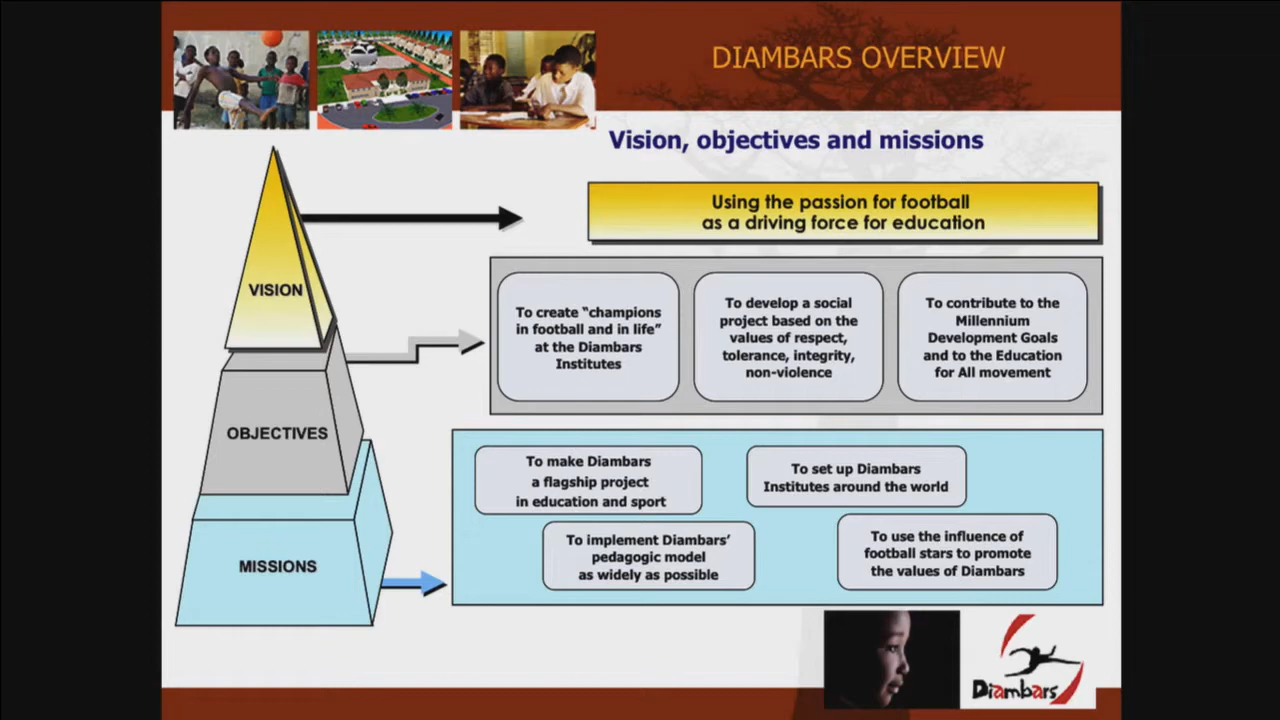 DIAMBARS OVERVIEW
Vision, objectives and missions
VISION
Using the passion for football
as a driving force for education
OBJECTIVES
To create “champions
in football and in life”
at the Diambars
Institutes
To develop a social
project based on the
values of respect,
tolerance, integrity,
non-violence
To contribute to the
Millennium
Development Goals
and to the Education
for All movement
MISSIONS
To make Diambars
a flagship project
in education and sport
To set up Diambars
Institutes around the world
To implement Diambars’
pedagogic model
as widely as possible
To use the influence of
football stars to promote
the values of Diambars
Diambars